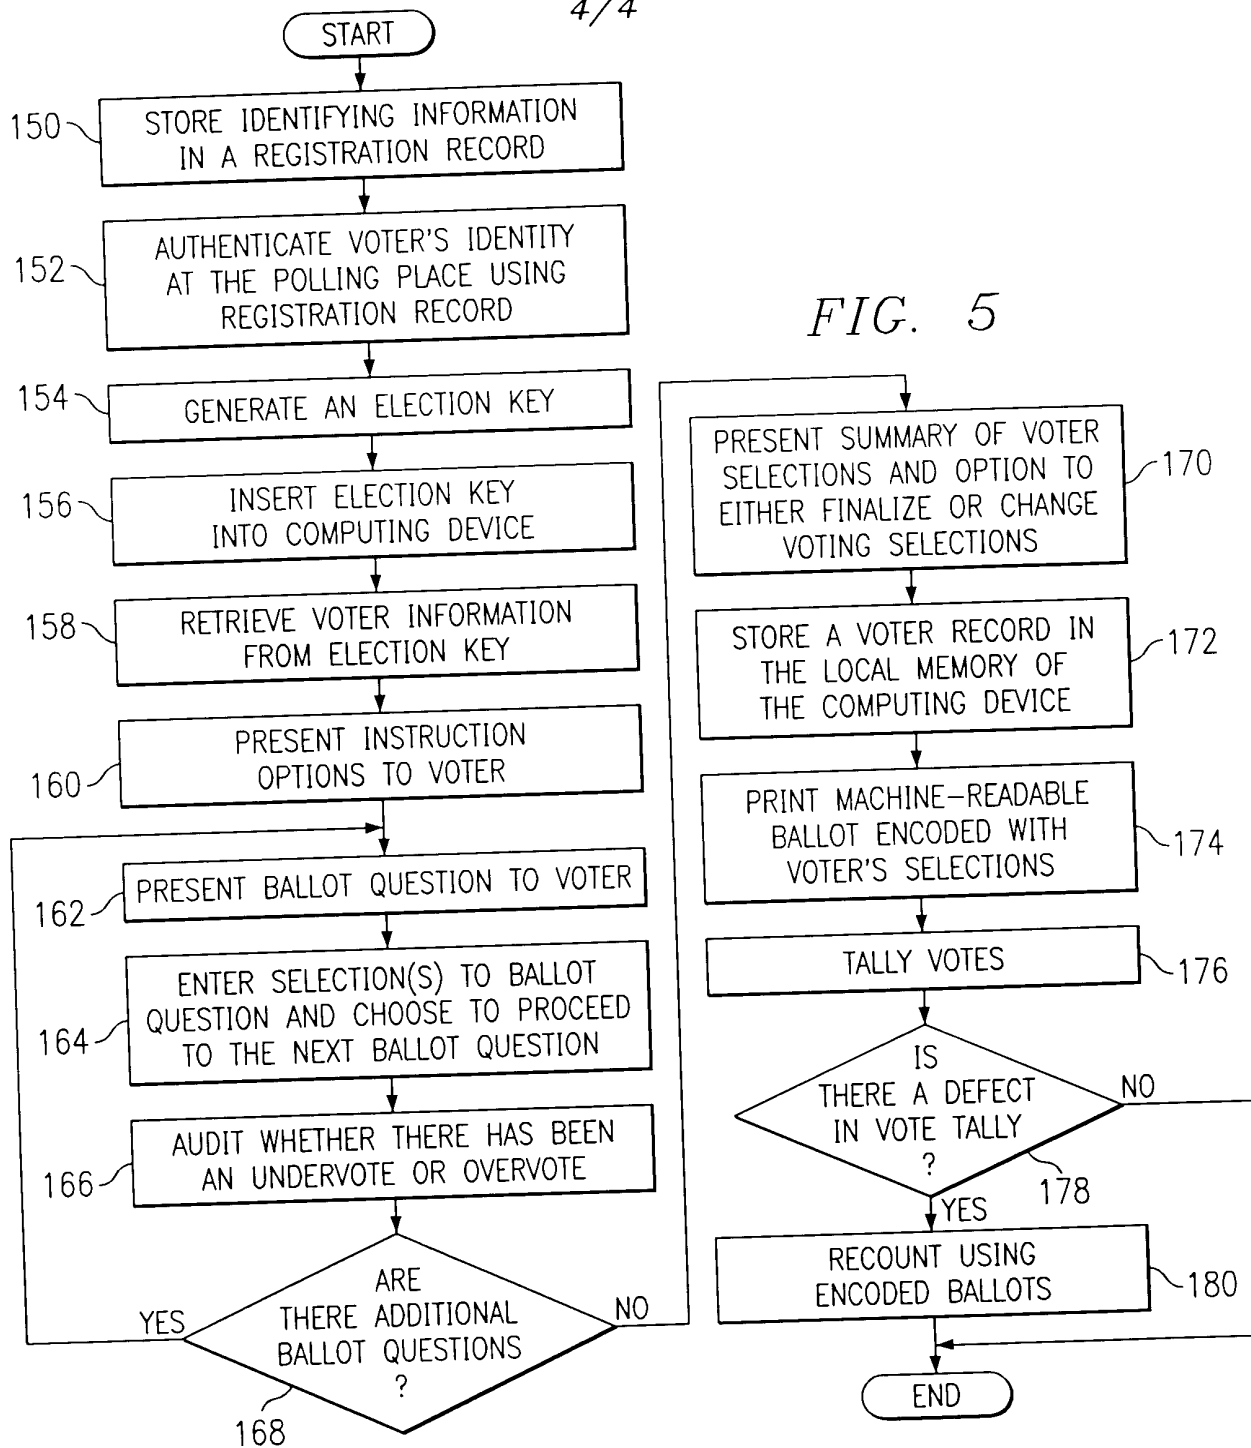 4/4
START
150
STORE IDENTIFYING INFORMATION
IN A REGISTRATION RECORD
152
AUTHENTICATE VOTER'S IDENTITY
AT THE POLLING PLACE USING
REGISTRATION RECORD
154
GENERATE AN ELECTION KEY
156
INSERT ELECTION KEY
INTO COMPUTING DEVICE
158
RETRIEVE VOTER INFORMATION
FROM ELECTION KEY
160
PRESENT INSTRUCTION
OPTIONS TO VOTER
162
PRESENT BALLOT QUESTION TO VOTER
164
ENTER SELECTION(S) TO BALLOT
QUESTION AND CHOOSE TO PROCEED
TO THE NEXT BALLOT QUESTION
166
AUDIT WHETHER THERE HAS BEEN
AN UNDERVOTE OR OVERVOTE
YES
ARE
THERE ADDITIONAL
BALLOT QUESTIONS
?
NO
168
FIG. 5
PRESENT SUMMARY OF VOTER
SELECTIONS AND OPTION TO
EITHER FINALIZE OR CHANGE
VOTING SELECTIONS
170
STORE A VOTER RECORD IN
THE LOCAL MEMORY OF
THE COMPUTING DEVICE
172
PRINT MACHINE-READABLE
BALLOT ENCODED WITH
VOTER'S SELECTIONS
174
TALLY VOTES
176
IS
THERE A DEFECT
IN VOTE TALLY
?
NO
178
YES
RECOUNT USING
ENCODED BALLOTS
180
END